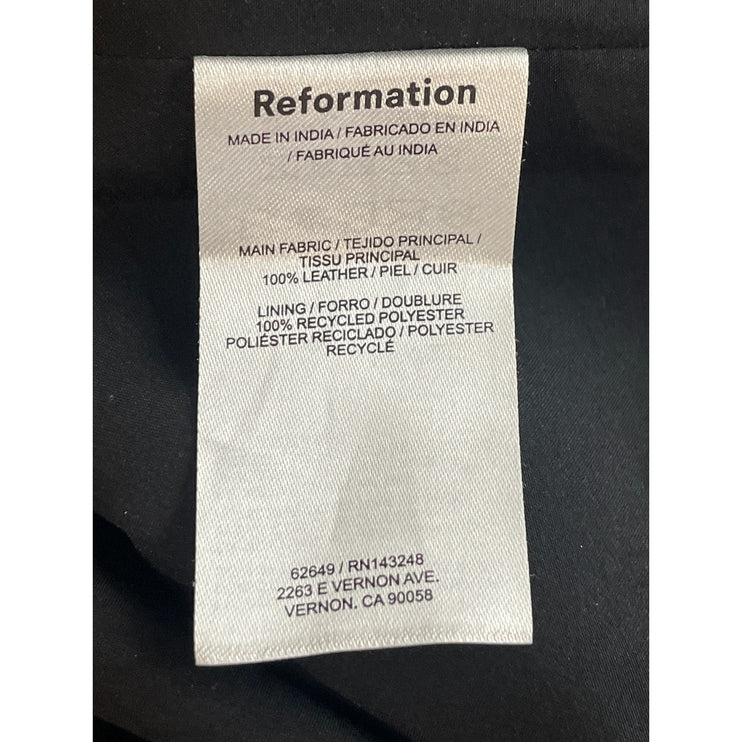 Reformation
MADE IN INDIA / FABRICADO EN INDIA
/ FABRIQUÉ AU INDIA
MAIN FABRIC / TEJIDO PRINCIPAL /
TISSU PRINCIPAL
100% LEATHER / PIEL / CUIR
LINING / FORRO / DOUBLURE
100% RECYCLED POLYESTER
POLIÉSTER RECICLADO / POLYESTER
RECYCLÉ
62649 / RN143248
2263 E VERNON AVE.
VERNON. CA 90058